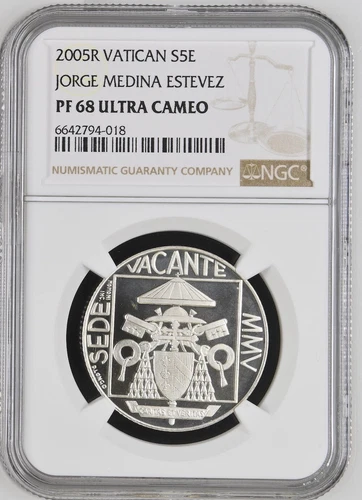 2005R VATICAN S5E
JORGE MEDINA ESTEVEZ
PF 68 ULTRA CAMEO
6642794-018
NUMISMATIC GUARANTY COMPANY
NGC
SEDE
VACANTE
MMV